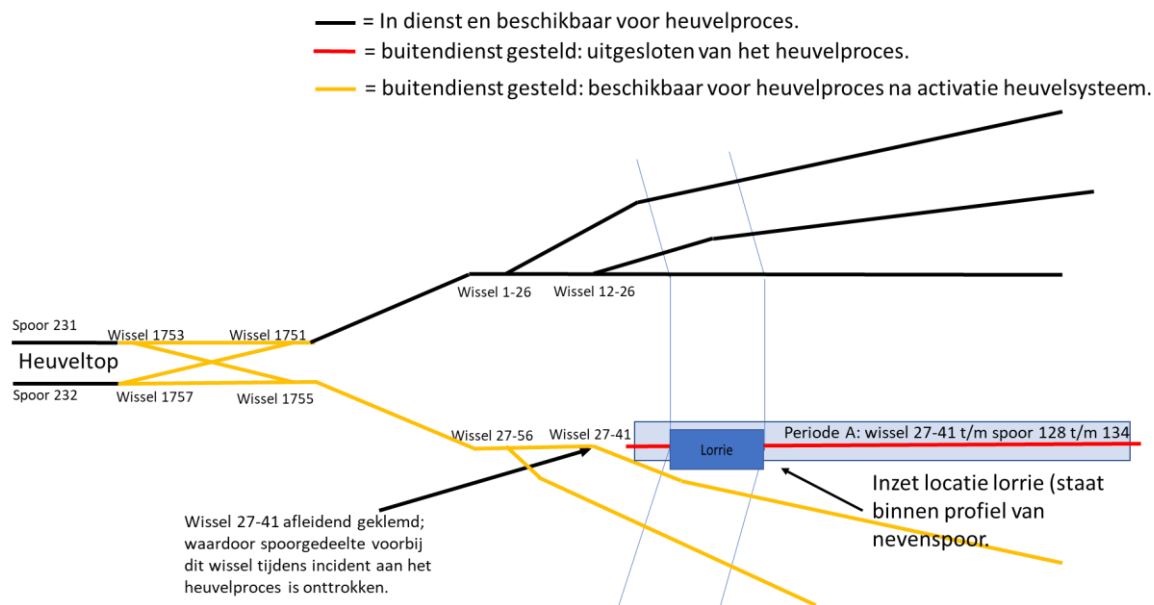 = In dienst en beschikbaar voor heuvelproces.
= buitendienst gesteld: uitgesloten van het heuvelproces.
= buitendienst gesteld: beschikbaar voor heuvelproces na activatie heuvelsysteem.
Wissel 1-26
Wissel 12-26
Spoor 231
Wissel 1753
Wissel 1751
Heuveltop
Spoor 232
Wissel 1757
Wissel 1755
Wissel 27-56
Wissel 27-41
Periode A: wissel 27-41 t/m spoor 128 t/m 134
Lorrie
Inzet locatie lorrie (staat
binnen profiel van
nevenspoor.
Wissel 27-41 afleidend geklemd;
waardoor spoorgedeelte voorbij
dit wissel tijdens incident aan het
heuvelproces is onttrokken.